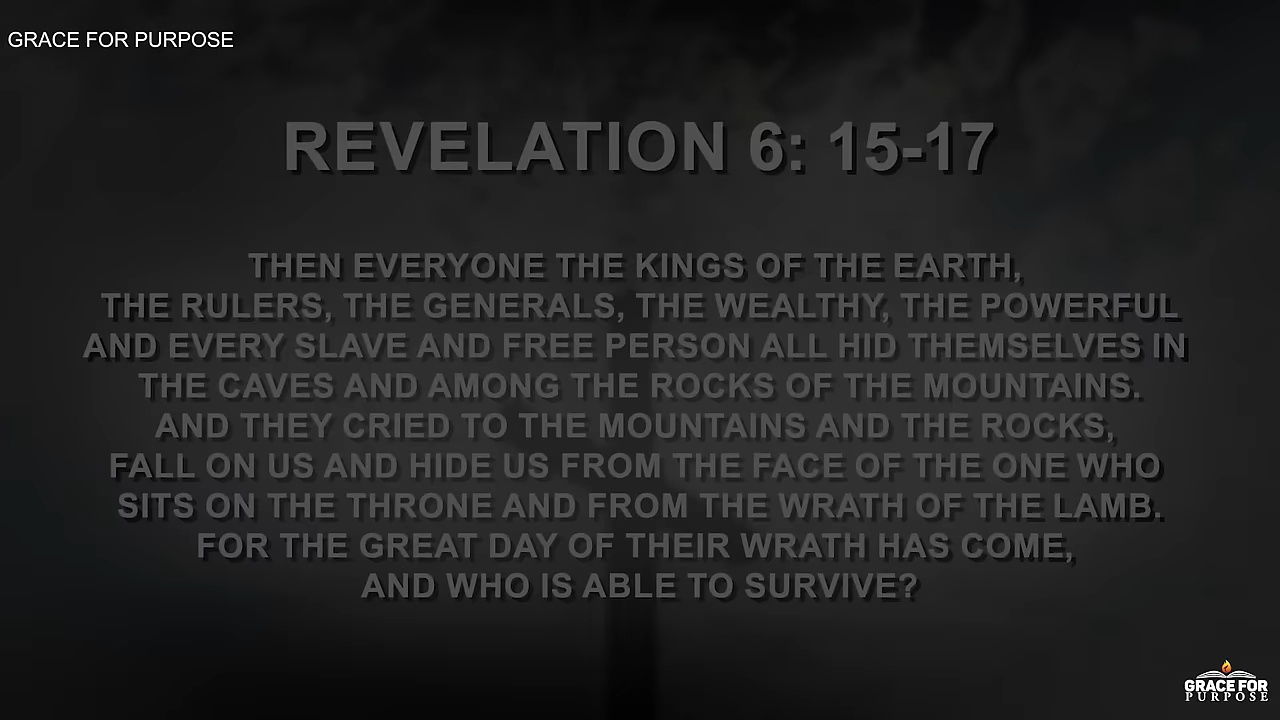 GRACE FOR PURPOSE
REVELATION 6: 15-17
THEN EVERYONE THE KINGS OF THE EARTH,
THE RULERS, THE GENERALS, THE WEALTHY, THE POWERFUL
AND EVERY SLAVE AND FREE PERSON ALL HID THEMSELVES IN
THE CAVES AND AMONG THE ROCKS OF THE MOUNTAINS.
AND THEY CRIED TO THE MOUNTAINS AND THE ROCKS,
FALL ON US AND HIDE US FROM THE FACE OF THE ONE WHO
SITS ON THE THRONE AND FROM THE WRATH OF THE LAMB.
FOR THE GREAT DAY OF THEIR WRATH HAS COME,
AND WHO IS ABLE TO SURVIVE?
GRACE FOR
PURPOSE